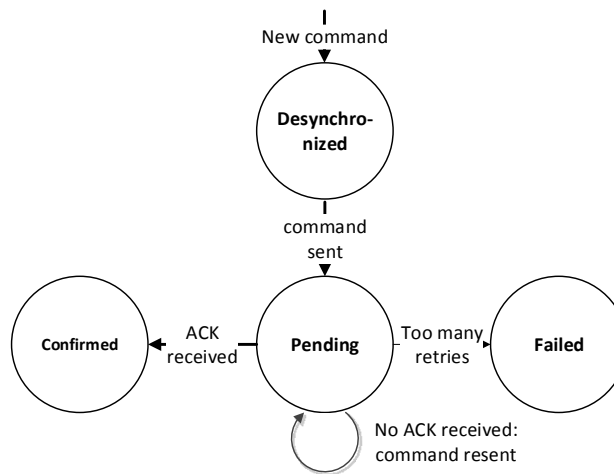 New command
Desynchro-
nized
command
sent
Confirmed
ACK
received
Pending
Too many
retries
Failed
No ACK received:
command resent